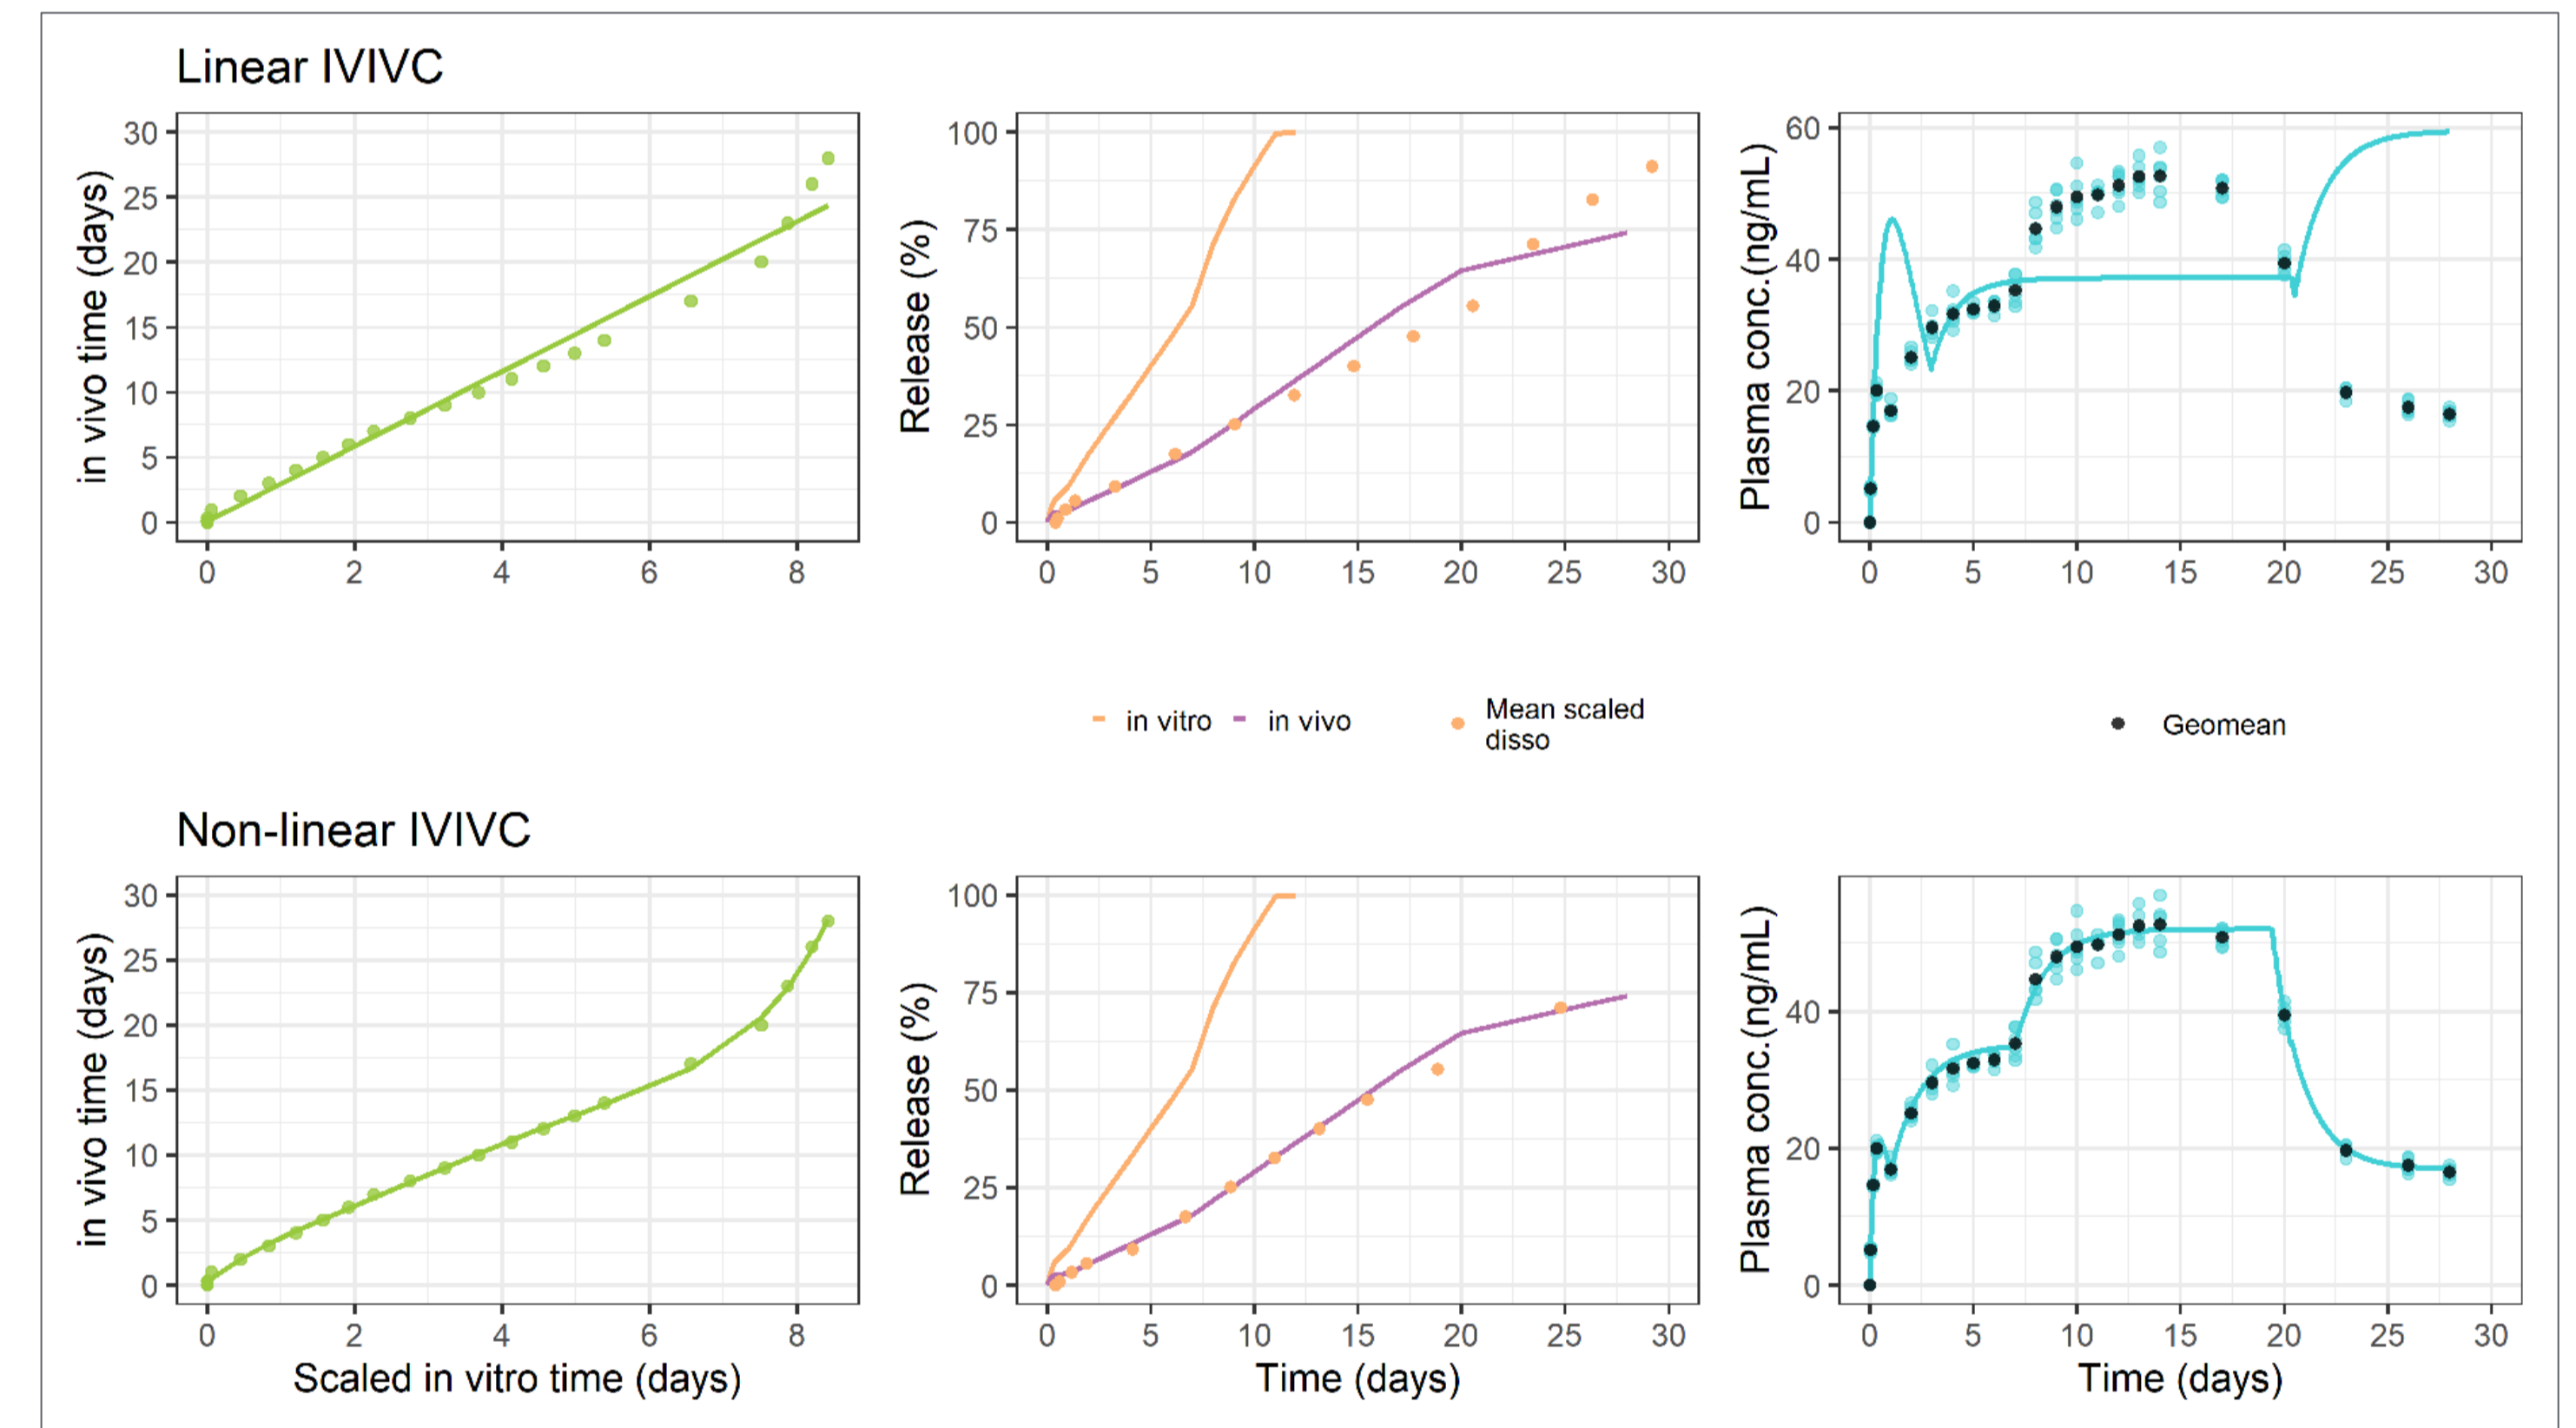 Linear IVIVC
in vivo time (days)
30
25
20
15
10
5
0
0 2 4 6 8
Release (%)
100
75
50
25
0
0 5 10 15 20 25 30
Plasma conc.(ng/mL)
60
40
20
0
0 5 10 15 20 25 30
in vitro
in vivo
Mean scaled
disso
Geomean
Non-linear IVIVC
in vivo time (days)
30
25
20
15
10
5
0
0 2 4 6 8
Scaled in vitro time (days)
Release (%)
100
75
50
25
0
0 5 10 15 20 25 30
Time (days)
Plasma conc.(ng/mL)
40
20
0
0 5 10 15 20 25 30
Time (days)